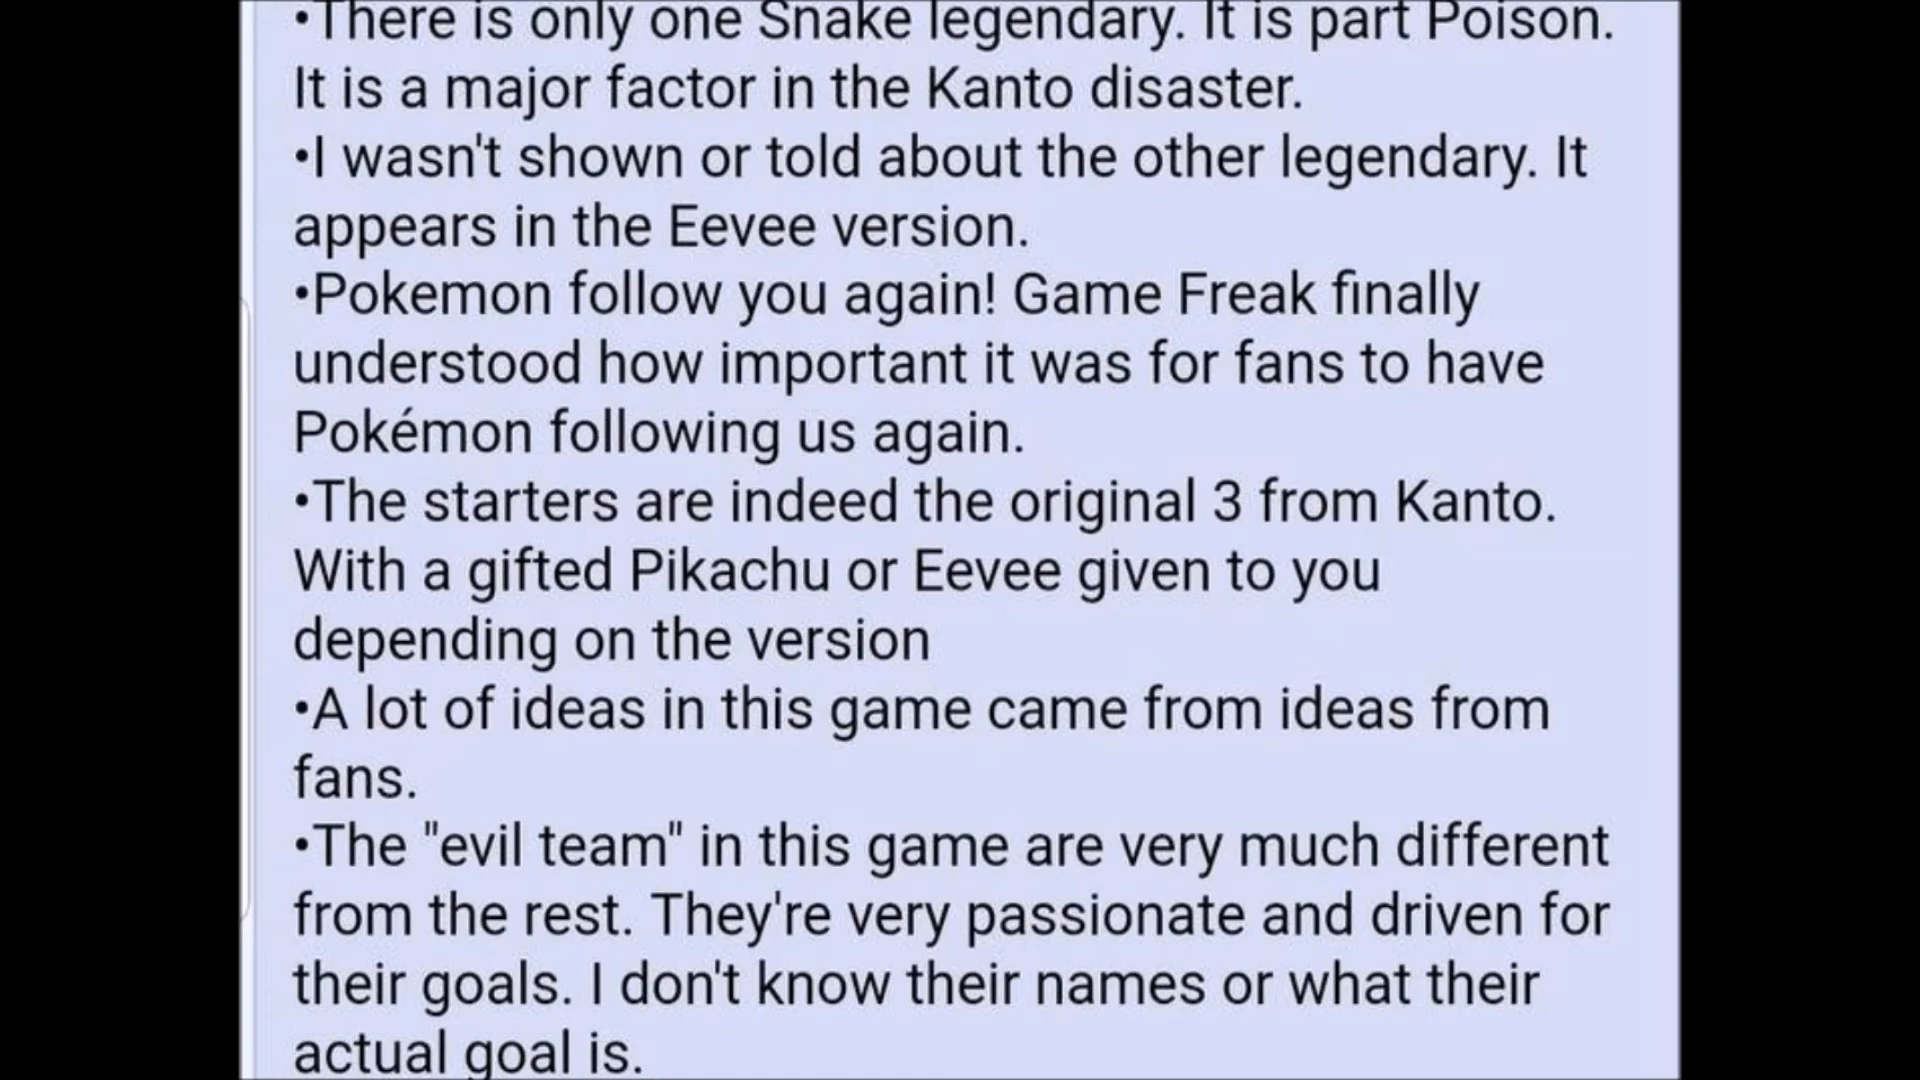 •There is only one Snake legendary. It is part Poison.
It is a major factor in the Kanto disaster.
•I wasn't shown or told about the other legendary. It
appears in the Eevee version.
•Pokemon follow you again! Game Freak finally
understood how important it was for fans to have
Pokémon following us again.
•The starters are indeed the original 3 from Kanto.
With a gifted Pikachu or Eevee given to you
depending on the version
•A lot of ideas in this game came from ideas from
fans.
•The "evil team" in this game are very much different
from the rest. They're very passionate and driven for
their goals. I don't know their names or what their
actual goal is.